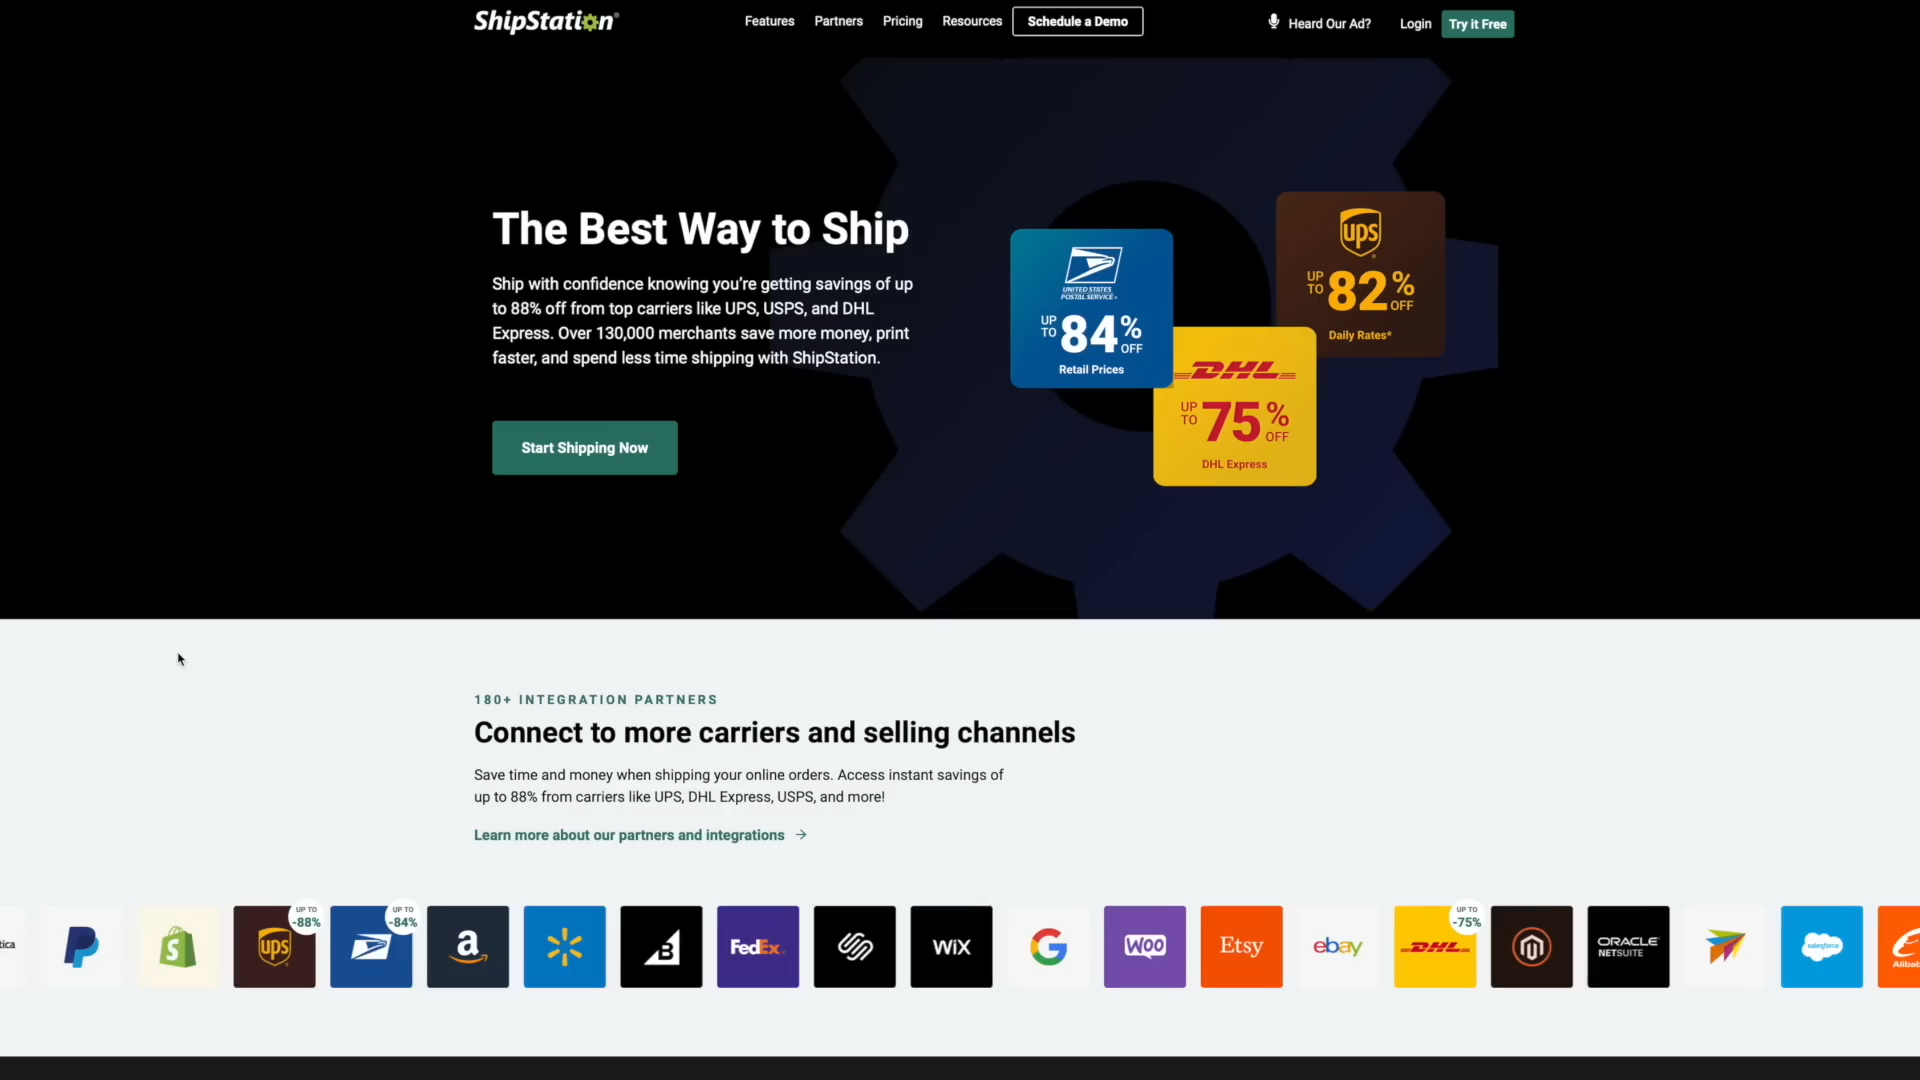 ShipStation®
Features
Partners
Pricing
Resources
Schedule a Demo
Heard Our Ad?
Login
Try it Free
The Best Way to Ship
Ship with confidence knowing you’re getting savings of up
to 88% off from top carriers like UPS, USPS, and DHL
Express. Over 130,000 merchants save more money, print
faster, and spend less time shipping with ShipStation.
Start Shipping Now
UNITED STATES
POSTAL SERVICE®
UP TO 84% OFF
Retail Prices
ups
UP TO 82% OFF
Daily Rates*
DHL
UP TO 75% OFF
DHL Express
180+ INTEGRATION PARTNERS
Connect to more carriers and selling channels
Save time and money when shipping your online orders. Access instant savings of
up to 88% from carriers like UPS, DHL Express, USPS, and more!
Learn more about our partners and integrations →
tica
ups
UP TO
-88%
UP TO
-84%
a
B
FedEx
WiX
G
WOO
Etsy
ebay
DHL
UP TO
-75%
ORACLE
NETSUITE
salesforce
Alibab